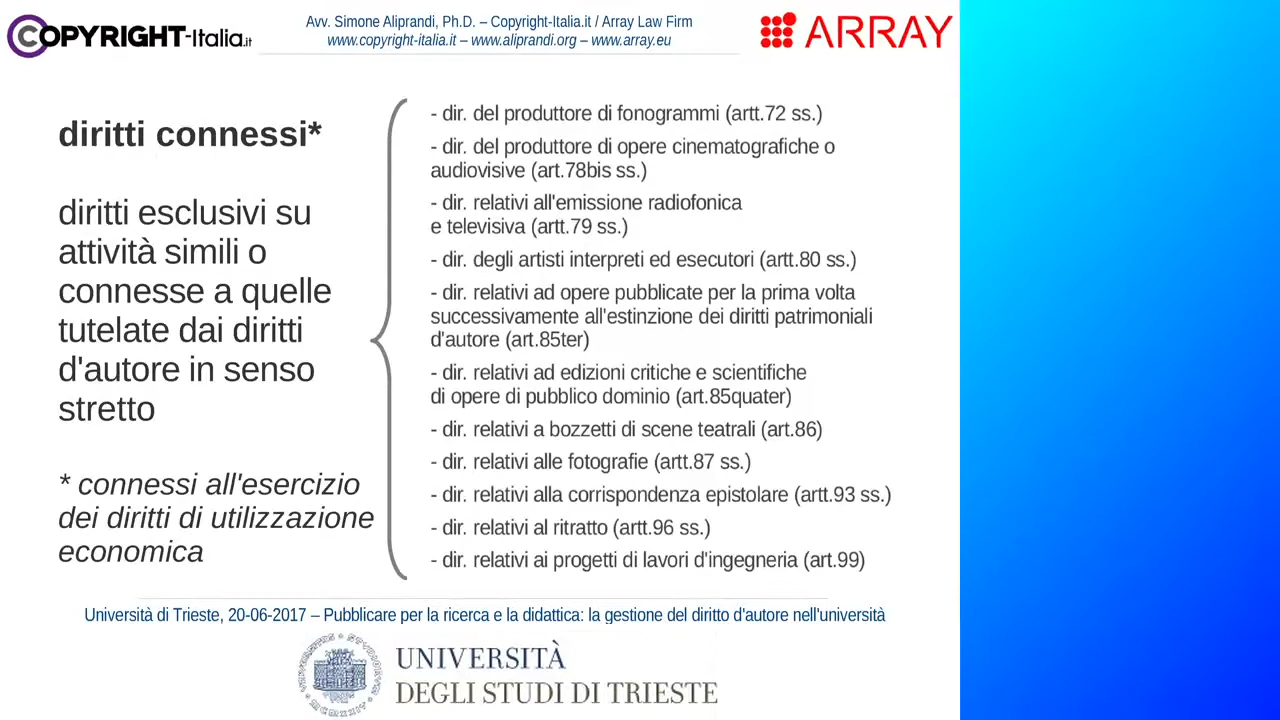 COPYRIGHT-Italia.it
Avv. Simone Aliprandi, Ph.D. – Copyright-Italia.it / Array Law Firm
www.copyright-italia.it – www.aliprandi.org – www.array.eu
ARRAY
diritti connessi*
diritti esclusivi su
attività simili o
connesse a quelle
tutelate dai diritti
d'autore in senso
stretto
* connessi all'esercizio
dei diritti di utilizzazione
economica
- dir. del produttore di fonogrammi (artt.72 ss.)
- dir. del produttore di opere cinematografiche o
audiovisive (art.78bis ss.)
- dir. relativi all'emissione radiofonica
e televisiva (artt.79 ss.)
- dir. degli artisti interpreti ed esecutori (artt.80 ss.)
- dir. relativi ad opere pubblicate per la prima volta
successivamente all'estinzione dei diritti patrimoniali
d'autore (art.85ter)
- dir. relativi ad edizioni critiche e scientifiche
di opere di pubblico dominio (art.85quater)
- dir. relativi a bozzetti di scene teatrali (art.86)
- dir. relativi alle fotografie (artt.87 ss.)
- dir. relativi alla corrispondenza epistolare (artt.93 ss.)
- dir. relativi al ritratto (artt.96 ss.)
- dir. relativi ai progetti di lavori d'ingegneria (art.99)
Università di Trieste, 20-06-2017 – Pubblicare per la ricerca e la didattica: la gestione del diritto d'autore nell'università
UNIVERSITÀ
DEGLI STUDI DI TRIESTE